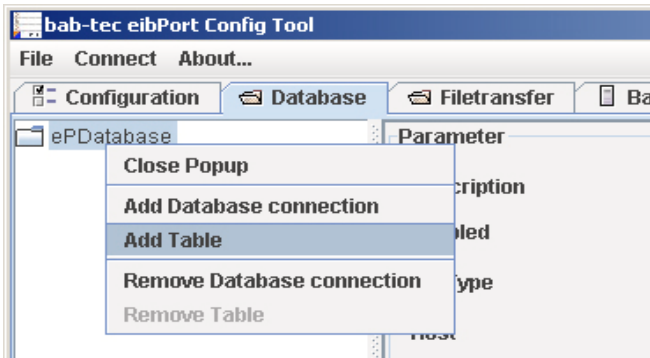 bab-tec eibPort Config Tool
File Connect About...
Configuration Database Filetransfer
ePDatabase
Parameter
Close Popup
Add Database connection
Add Table
Remove Database connection
Remove Table